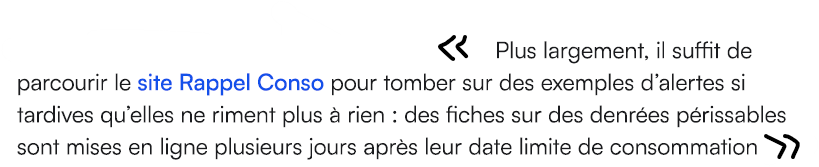 « Plus largement, il suffit de
parcourir le site Rappel Conso pour tomber sur des exemples d’alertes si
tardives qu’elles ne riment plus à rien : des fiches sur des denrées périssables
sont mises en ligne plusieurs jours après leur date limite de consommation »